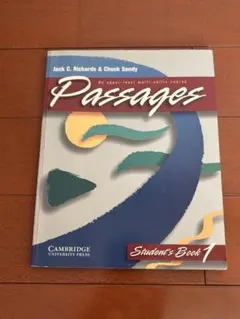 Jack C. Richards & Chuck Sandy
An upper-level multi-skills course
Passages
CAMBRIDGE
UNIVERSITY PRESS
Student's Book 1